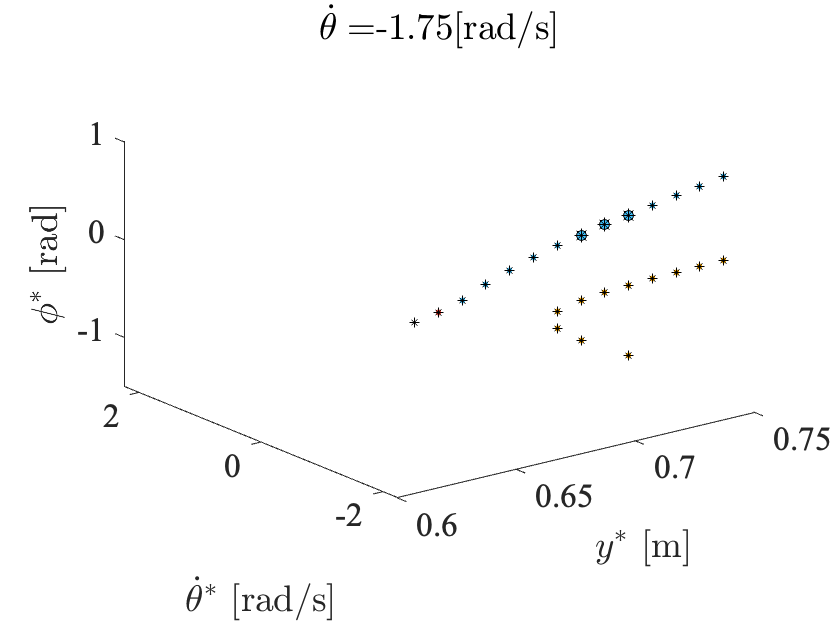 θ̇ =-1.75[rad/s]
1
0
-1
ϕ* [rad]
2
0
-2
θ̇* [rad/s]
0.6
0.65
0.7
0.75
y* [m]